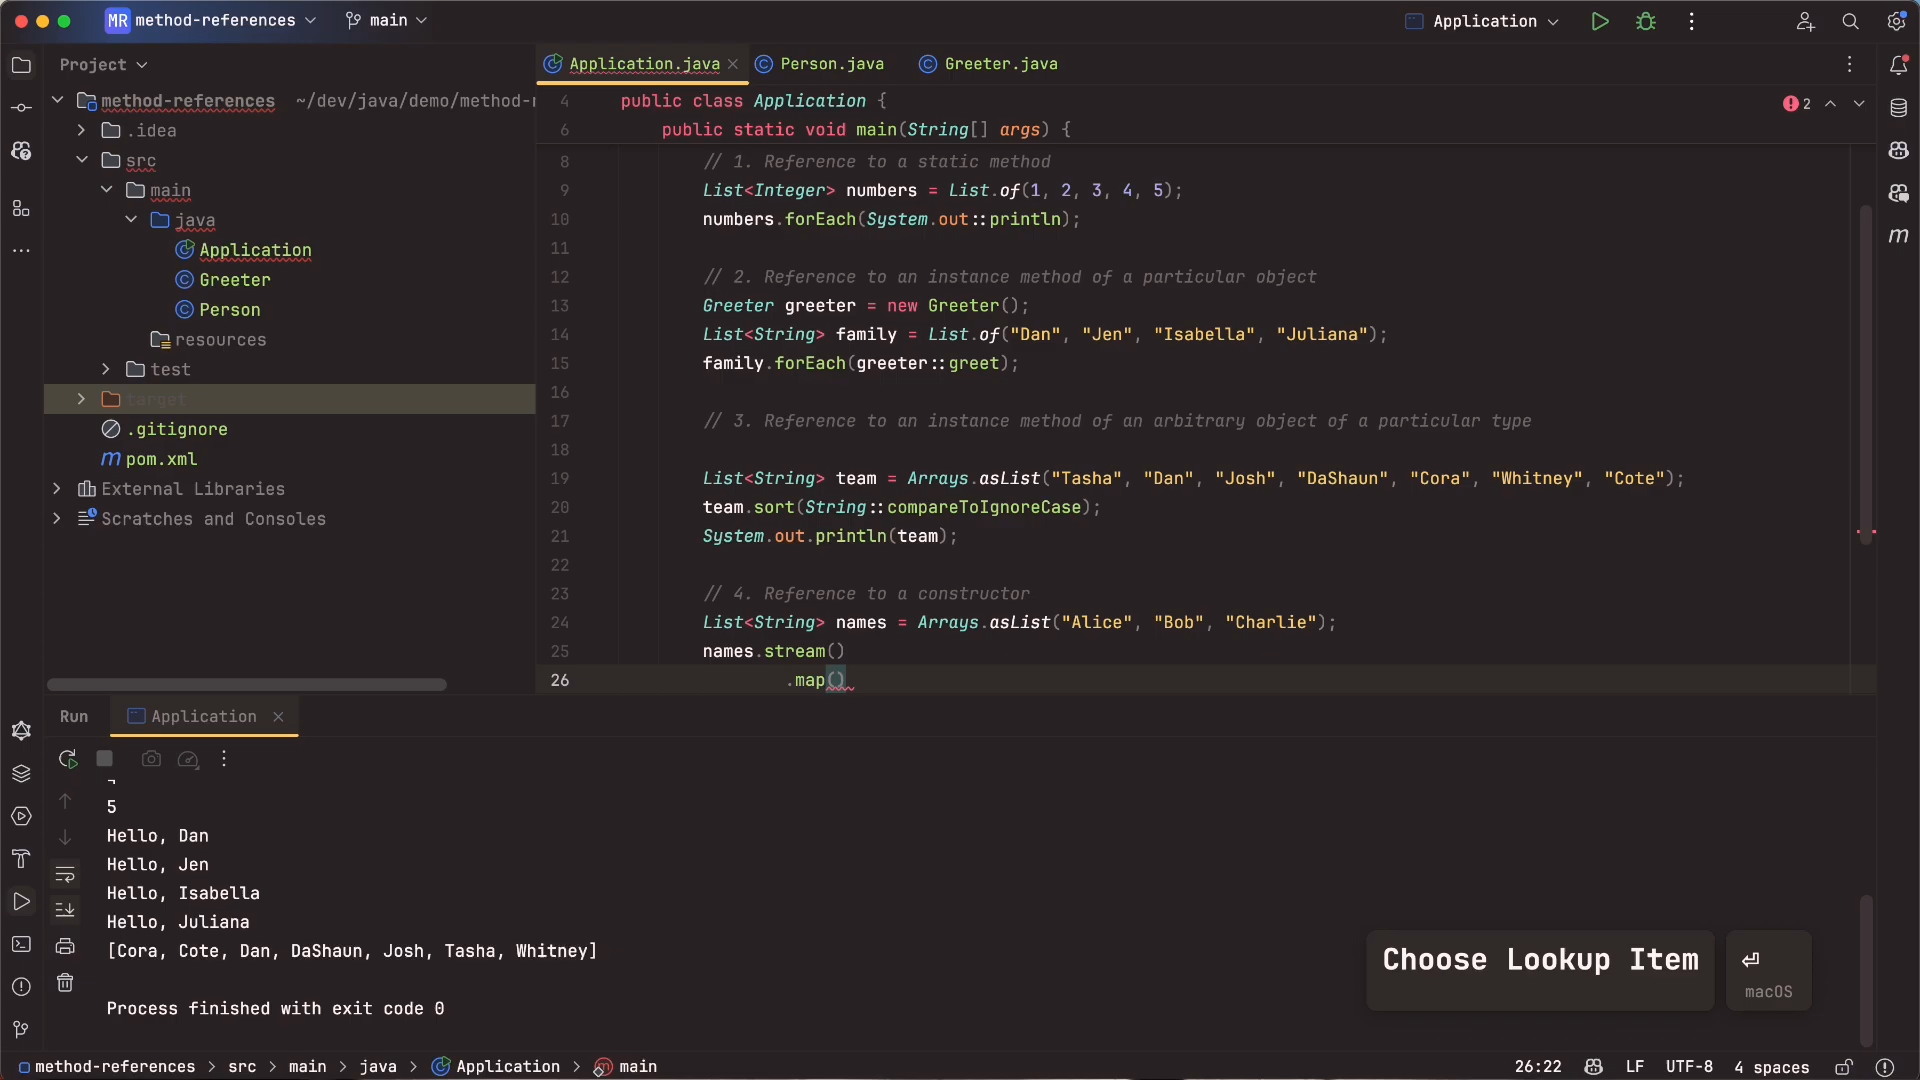 MR method-references main Application
Project
Application.java Person.java Greeter.java
method-references ~/dev/java/demo/method-r
.idea
src
main
java
Application
Greeter
Person
resources
test
target
.gitignore
m pom.xml
External Libraries
Scratches and Consoles
4 public class Application {
6 public static void main(String[] args) {
8 // 1. Reference to a static method
9 List<Integer> numbers = List.of(1, 2, 3, 4, 5);
10 numbers.forEach(System.out::println);
11
12 // 2. Reference to an instance method of a particular object
13 Greeter greeter = new Greeter();
14 List<String> family = List.of("Dan", "Jen", "Isabella", "Juliana");
15 family.forEach(greeter::greet);
16
17 // 3. Reference to an instance method of an arbitrary object of a particular type
18
19 List<String> team = Arrays.asList("Tasha", "Dan", "Josh", "DaShaun", "Cora", "Whitney", "Cote");
20 team.sort(String::compareToIgnoreCase);
21 System.out.println(team);
22
23 // 4. Reference to a constructor
24 List<String> names = Arrays.asList("Alice", "Bob", "Charlie");
25 names.stream()
26 .map()
2
m
Run Application
5
Hello, Dan
Hello, Jen
Hello, Isabella
Hello, Juliana
[Cora, Cote, Dan, DaShaun, Josh, Tasha, Whitney]
Process finished with exit code 0
Choose Lookup Item
macOS
method-references > src > main > java > Application > main
26:22 LF UTF-8 4 spaces